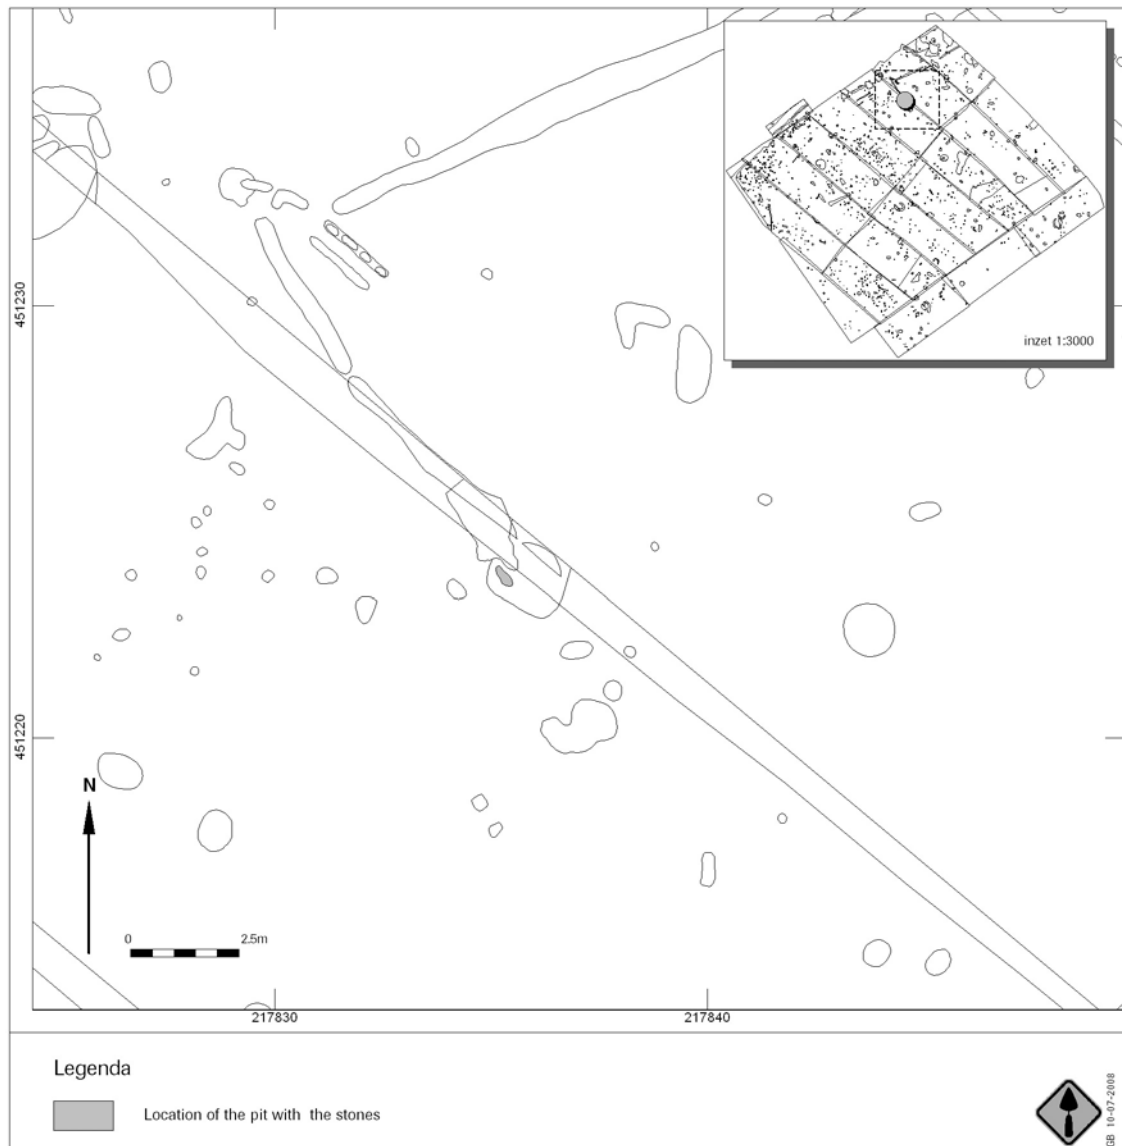 inzet 1:3000
451230
451220
N
0 2.5m
217830 217840
Legenda
Location of the pit with the stones
GB 10-07-2008